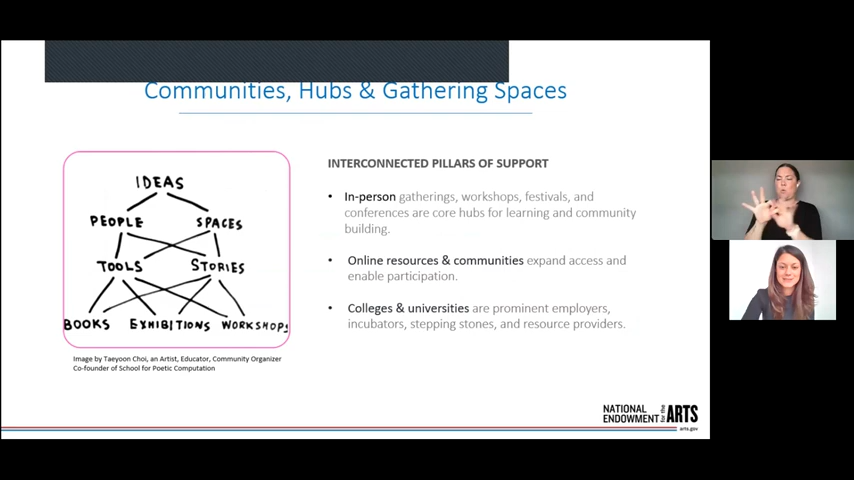 Communities, Hubs & Gathering Spaces
IDEAS
PEOPLE SPACES
TOOLS STORIES
BOOKS EXHIBITIONS WORKSHOPS
Image by Taeyoon Choi, an Artist, Educator, Community Organizer
Co-founder of School for Poetic Computation
INTERCONNECTED PILLARS OF SUPPORT
• In-person gatherings, workshops, festivals, and
conferences are core hubs for learning and community
building.
• Online resources & communities expand access and
enable participation.
• Colleges & universities are prominent employers,
incubators, stepping stones, and resource providers.
NATIONAL
ENDOWMENT for the ARTS
arts.gov